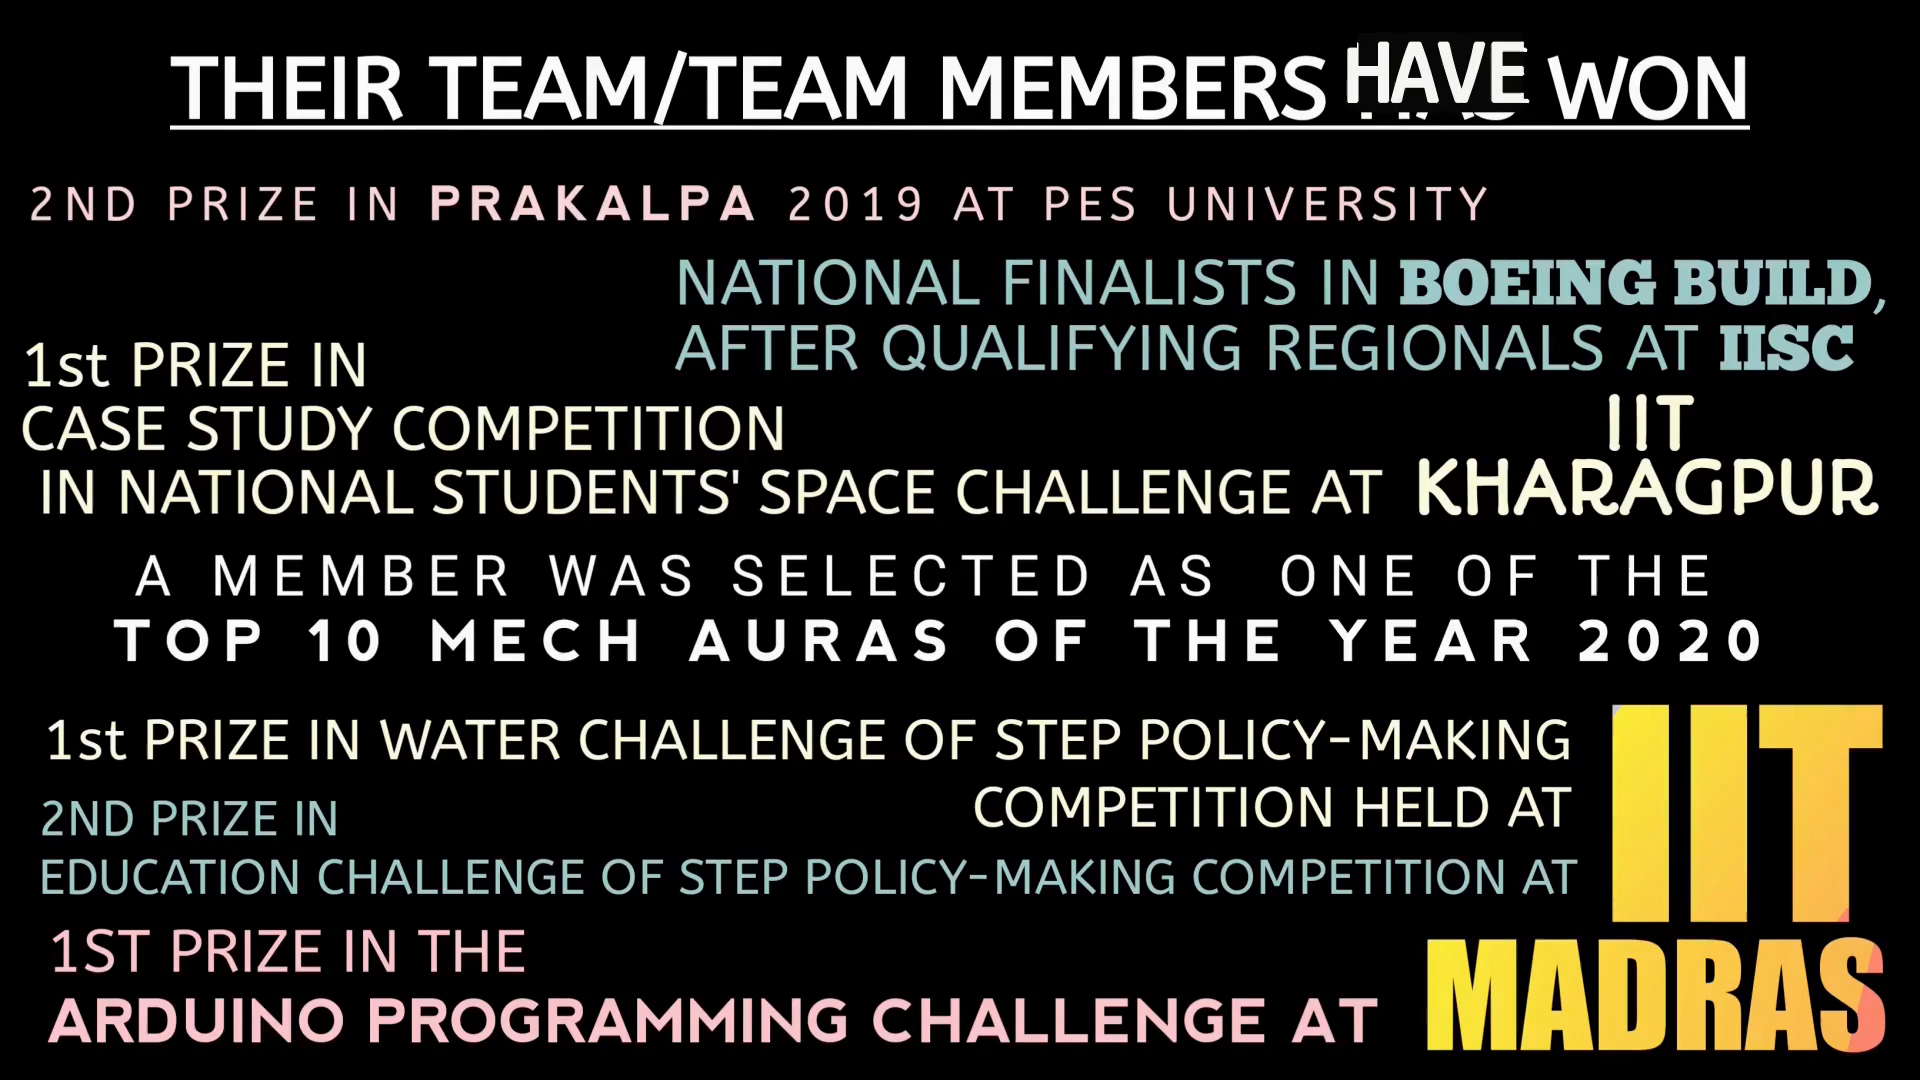 THEIR TEAM/TEAM MEMBERS HAVE WON
2ND PRIZE IN PRAKALPA 2019 AT PES UNIVERSITY
NATIONAL FINALISTS IN BOEING BUILD,
AFTER QUALIFYING REGIONALS AT IISC
1st PRIZE IN
CASE STUDY COMPETITION
IN NATIONAL STUDENTS' SPACE CHALLENGE AT
IIT
KHARAGPUR
A MEMBER WAS SELECTED AS ONE OF THE
TOP 10 MECH AURAS OF THE YEAR 2020
1st PRIZE IN WATER CHALLENGE OF STEP POLICY-MAKING
COMPETITION HELD AT
2ND PRIZE IN
EDUCATION CHALLENGE OF STEP POLICY-MAKING COMPETITION AT
1ST PRIZE IN THE
ARDUINO PROGRAMMING CHALLENGE AT
IIT
MADRAS